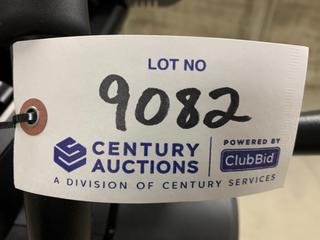 LOT NO
9082
CENTURY AUCTIONS
POWERED BY
ClubBid
A DIVISION OF CENTURY SERVICES